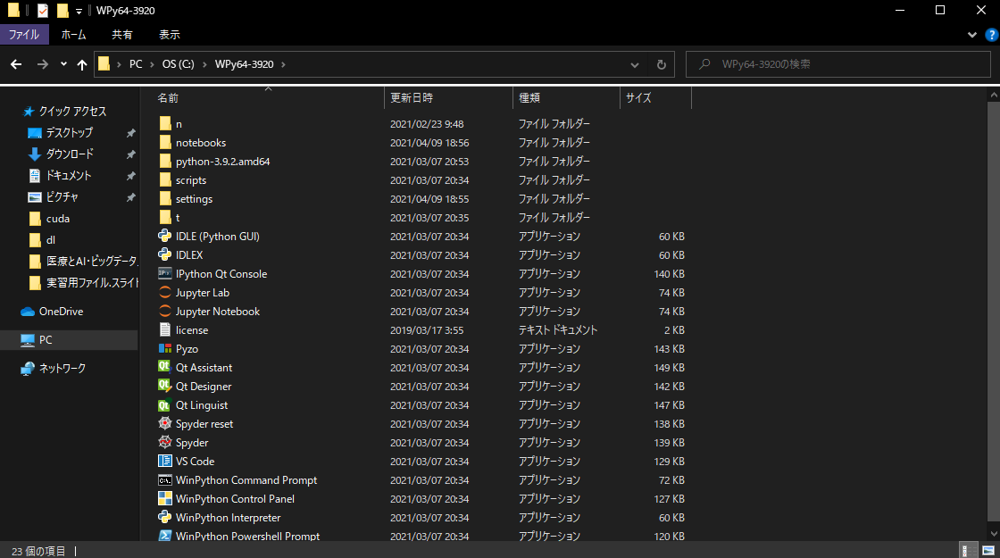 WPy64-3920
ファイル ホーム 共有 表示
PC OS (C:) WPy64-3920 WPy64-3920の検索
名前 更新日時 種類 サイズ
クイック アクセス
デスクトップ
ダウンロード
ドキュメント
ピクチャ
cuda
dl
医療とAI・ビッグデータ
実習用ファイル.スライド
OneDrive
PC
ネットワーク
n 2021/02/23 9:48 ファイル フォルダー
notebooks 2021/04/09 18:56 ファイル フォルダー
python-3.9.2.amd64 2021/03/07 20:53 ファイル フォルダー
scripts 2021/03/07 20:34 ファイル フォルダー
settings 2021/04/09 18:55 ファイル フォルダー
t 2021/03/07 20:35 ファイル フォルダー
IDLE (Python GUI) 2021/03/07 20:34 アプリケーション 60 KB
IDLEX 2021/03/07 20:34 アプリケーション 60 KB
IPython Qt Console 2021/03/07 20:34 アプリケーション 140 KB
Jupyter Lab 2021/03/07 20:34 アプリケーション 74 KB
Jupyter Notebook 2021/03/07 20:34 アプリケーション 74 KB
license 2019/03/17 3:55 テキスト ドキュメント 2 KB
Pyzo 2021/03/07 20:34 アプリケーション 143 KB
Qt Assistant 2021/03/07 20:34 アプリケーション 149 KB
Qt Designer 2021/03/07 20:34 アプリケーション 142 KB
Qt Linguist 2021/03/07 20:34 アプリケーション 147 KB
Spyder reset 2021/03/07 20:34 アプリケーション 138 KB
Spyder 2021/03/07 20:34 アプリケーション 139 KB
VS Code 2021/03/07 20:34 アプリケーション 129 KB
WinPython Command Prompt 2021/03/07 20:34 アプリケーション 72 KB
WinPython Control Panel 2021/03/07 20:34 アプリケーション 127 KB
WinPython Interpreter 2021/03/07 20:34 アプリケーション 60 KB
WinPython Powershell Prompt 2021/03/07 20:34 アプリケーション 120 KB
23 個の項目